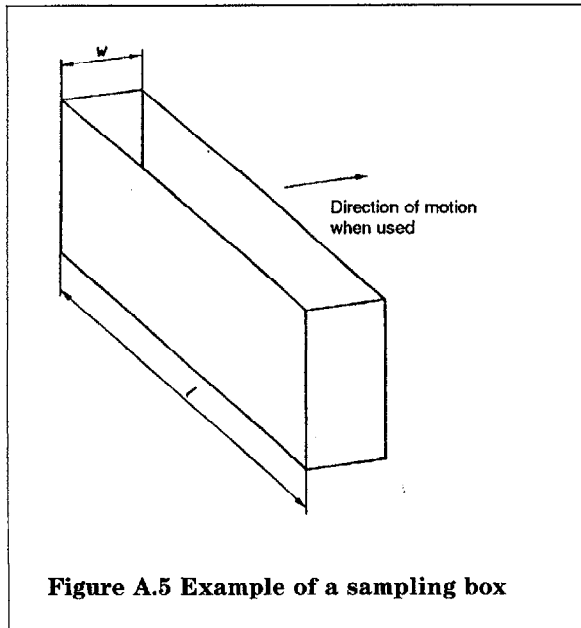 w
Direction of motion
when used
l
Figure A.5 Example of a sampling box